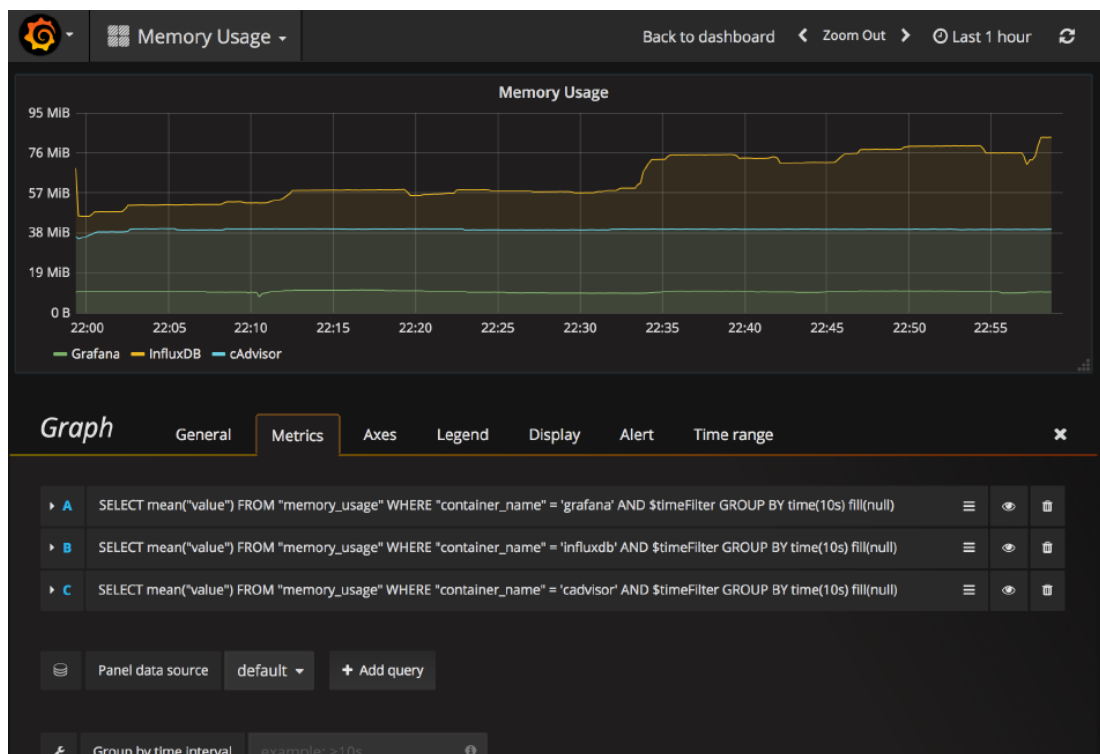 Memory Usage
Back to dashboard Zoom Out Last 1 hour
Memory Usage
95 MiB
76 MiB
57 MiB
38 MiB
19 MiB
0 B
22:00 22:05 22:10 22:15 22:20 22:25 22:30 22:35 22:40 22:45 22:50 22:55
Grafana InfluxDB cAdvisor
Graph General Metrics Axes Legend Display Alert Time range
A SELECT mean("value") FROM "memory_usage" WHERE "container_name" = 'grafana' AND $timeFilter GROUP BY time(10s) fill(null)
B SELECT mean("value") FROM "memory_usage" WHERE "container_name" = 'influxdb' AND $timeFilter GROUP BY time(10s) fill(null)
C SELECT mean("value") FROM "memory_usage" WHERE "container_name" = 'cadvisor' AND $timeFilter GROUP BY time(10s) fill(null)
Panel data source default + Add query
Group by time interval example: >10s